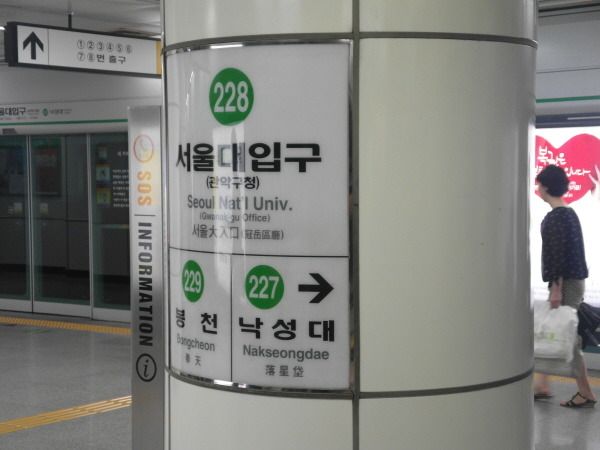 ①②③④⑤⑥
⑦⑧번 출구
SOS | INFORMATION
228
서울대입구
(관악구청)
Seoul Nat'l Univ.
(Gwanak-gu Office)
서울大入口(冠岳區廳)
229
봉천
Bongcheon
奉天
227
낙성대
Nakseongdae
落星垈